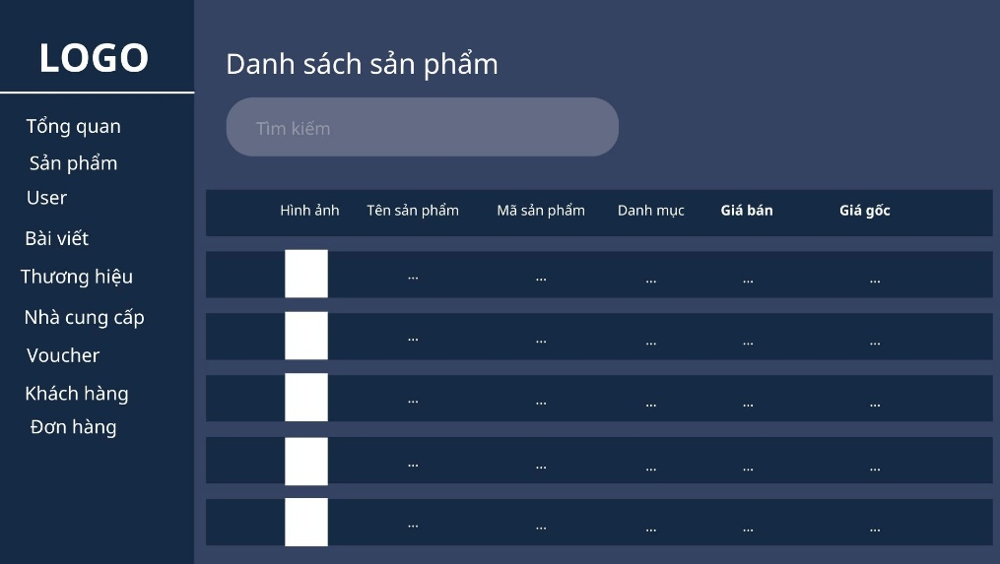 LOGO
Tổng quan
Sản phẩm
User
Bài viết
Thương hiệu
Nhà cung cấp
Voucher
Khách hàng
Đơn hàng
Danh sách sản phẩm
Tìm kiếm
Hình ảnh Tên sản phẩm Mã sản phẩm Danh mục Giá bán Giá gốc
... ... ... ... ...
... ... ... ... ...
... ... ... ... ...
... ... ... ... ...
... ... ... ... ...